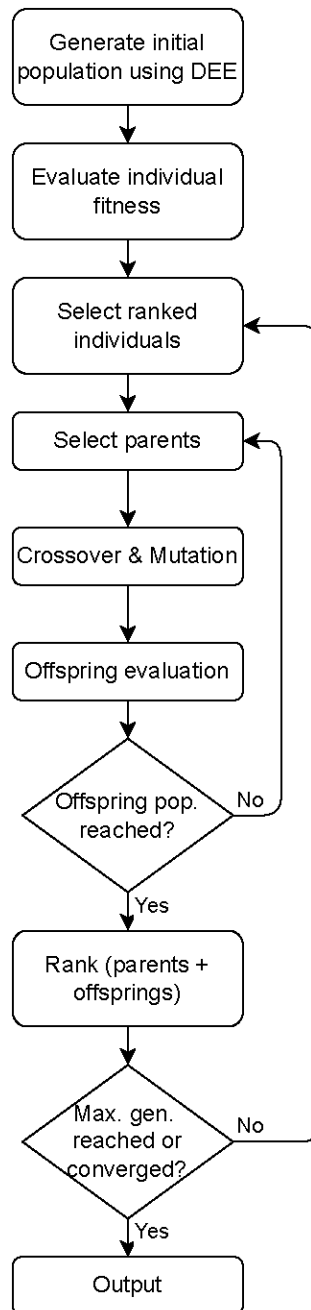 Generate initial
population using DEE
Evaluate individual
fitness
Select ranked
individuals
Select parents
Crossover & Mutation
Offspring evaluation
Offspring pop.
reached?
No
Yes
Rank (parents +
offsprings)
Max. gen.
reached or
converged?
No
Yes
Output